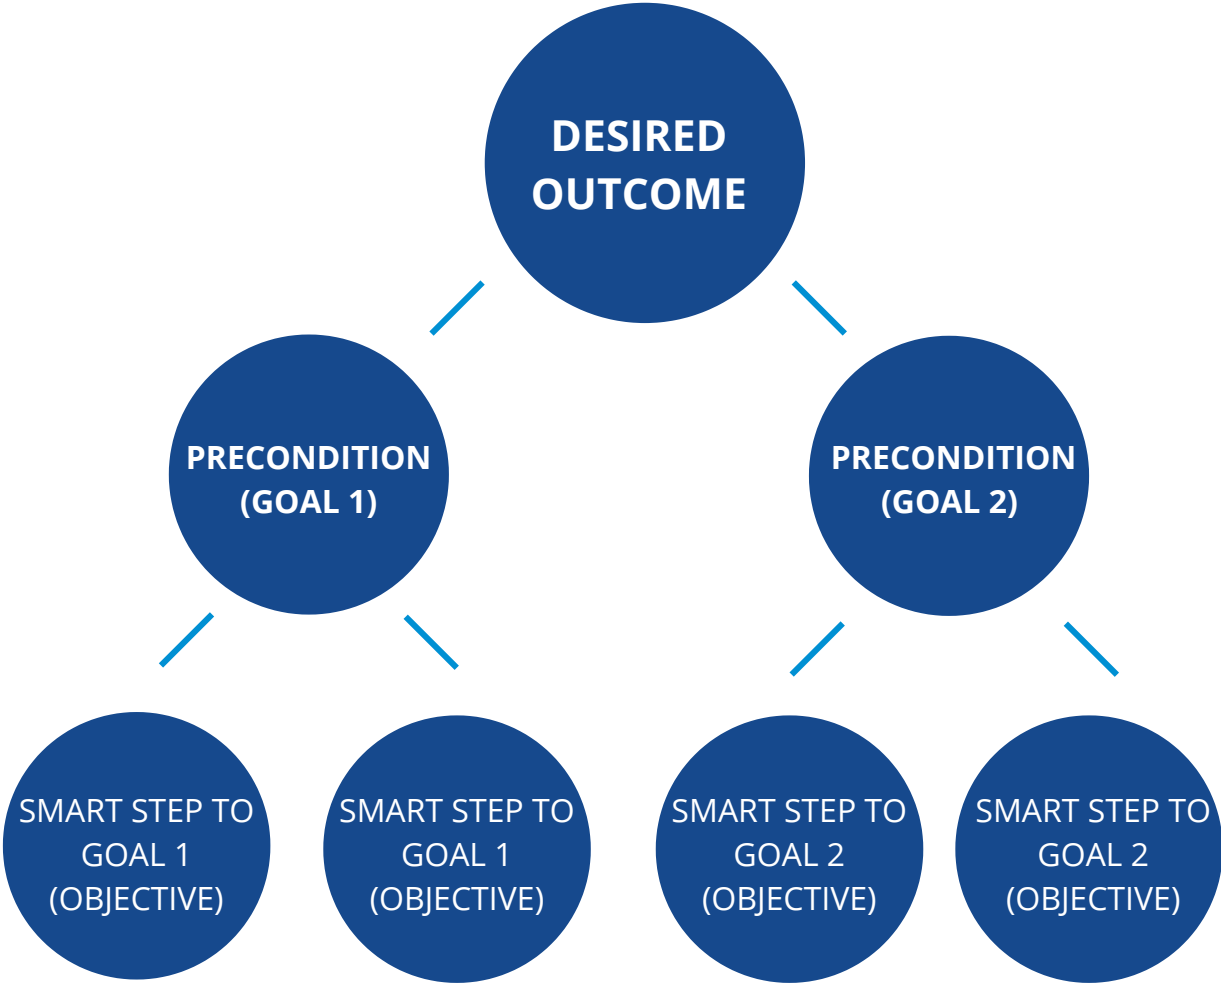 DESIRED
OUTCOME
PRECONDITION
(GOAL 1)
PRECONDITION
(GOAL 2)
SMART STEP TO
GOAL 1
(OBJECTIVE)
SMART STEP TO
GOAL 1
(OBJECTIVE)
SMART STEP TO
GOAL 2
(OBJECTIVE)
SMART STEP TO
GOAL 2
(OBJECTIVE)